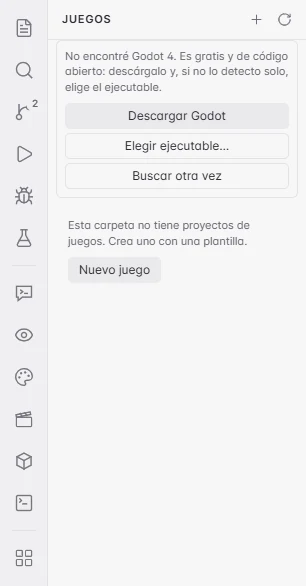 JUEGOS
2
No encontré Godot 4. Es gratis y de código
abierto: descárgalo y, si no lo detecto solo,
elige el ejecutable.
Descargar Godot
Elegir ejecutable...
Buscar otra vez
Esta carpeta no tiene proyectos de
juegos. Crea uno con una plantilla.
Nuevo juego